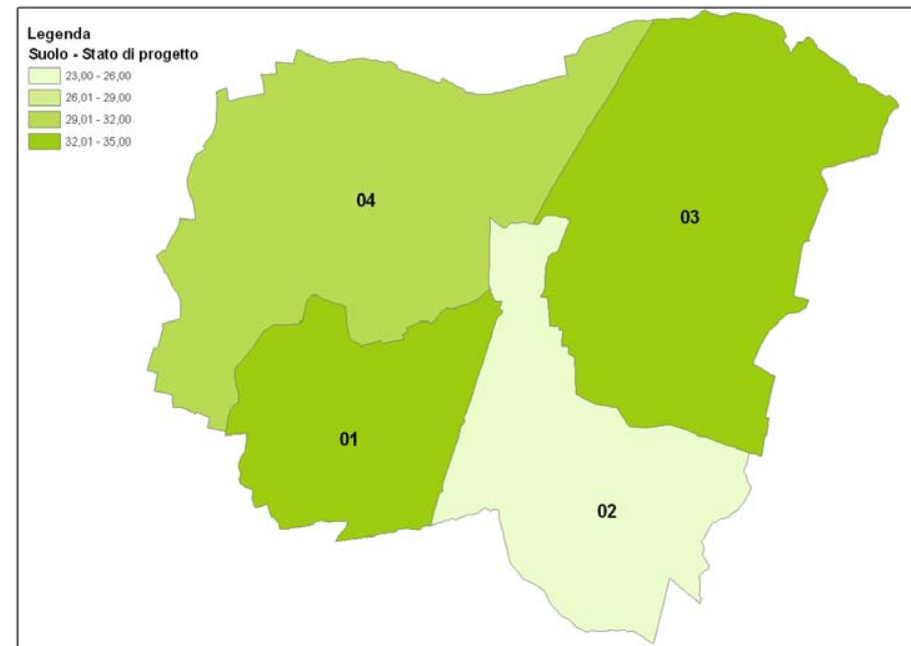 Legenda
Suolo - Stato di progetto
23,00 - 26,00
26,01 - 29,00
29,01 - 32,00
32,01 - 35,00
04
03
01
02